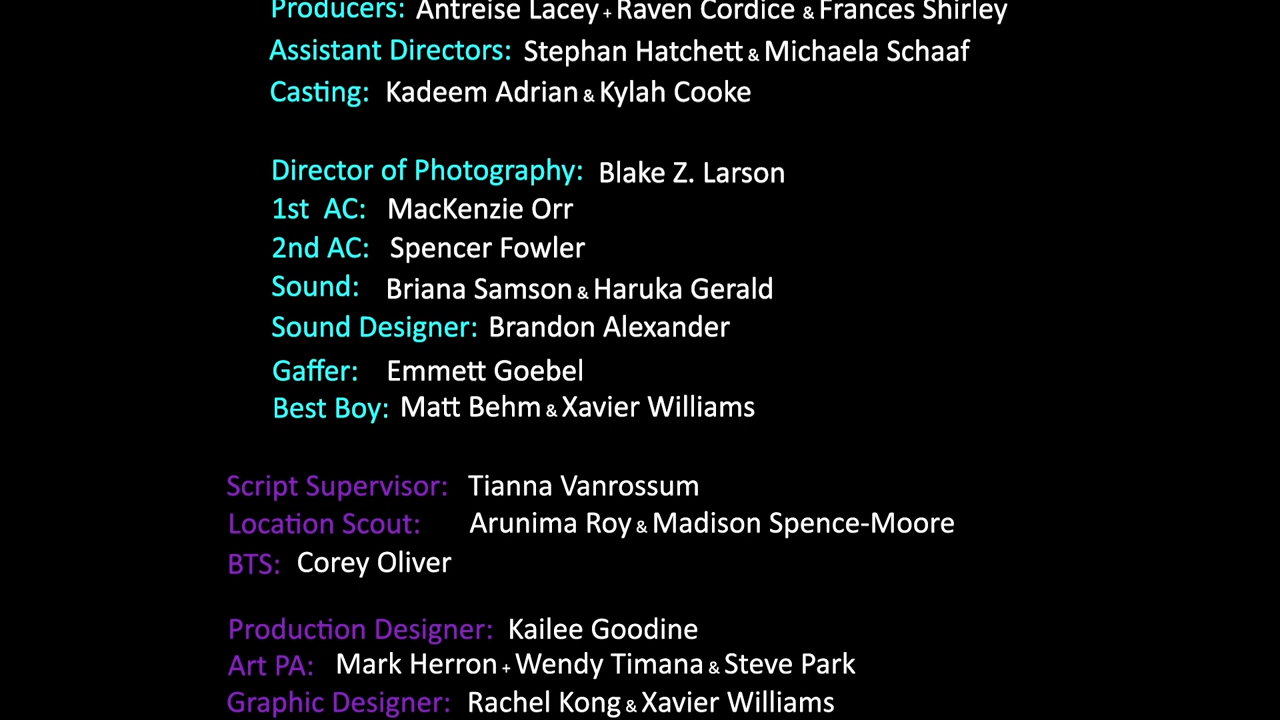 Producers: Antreise Lacey + Raven Cordice & Frances Shirley
Assistant Directors: Stephan Hatchett & Michaela Schaaf
Casting: Kadeem Adrian & Kylah Cooke
Director of Photography: Blake Z. Larson
1st AC: MacKenzie Orr
2nd AC: Spencer Fowler
Sound: Briana Samson & Haruka Gerald
Sound Designer: Brandon Alexander
Gaffer: Emmett Goebel
Best Boy: Matt Behm & Xavier Williams
Script Supervisor: Tianna Vanrossum
Location Scout: Arunima Roy & Madison Spence-Moore
BTS: Corey Oliver
Production Designer: Kailee Goodine
Art PA: Mark Herron + Wendy Timana & Steve Park
Graphic Designer: Rachel Kong & Xavier Williams